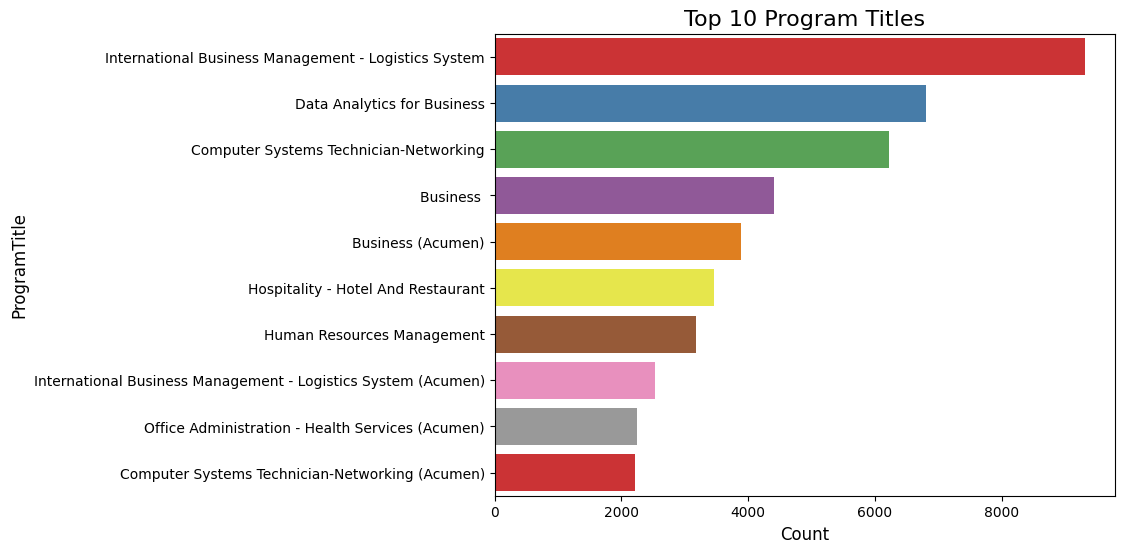 Top 10 Program Titles
International Business Management - Logistics System
Data Analytics for Business
Computer Systems Technician-Networking
Business
Business (Acumen)
Hospitality - Hotel And Restaurant
Human Resources Management
International Business Management - Logistics System (Acumen)
Office Administration - Health Services (Acumen)
Computer Systems Technician-Networking (Acumen)
ProgramTitle
0 2000 4000 6000 8000
Count